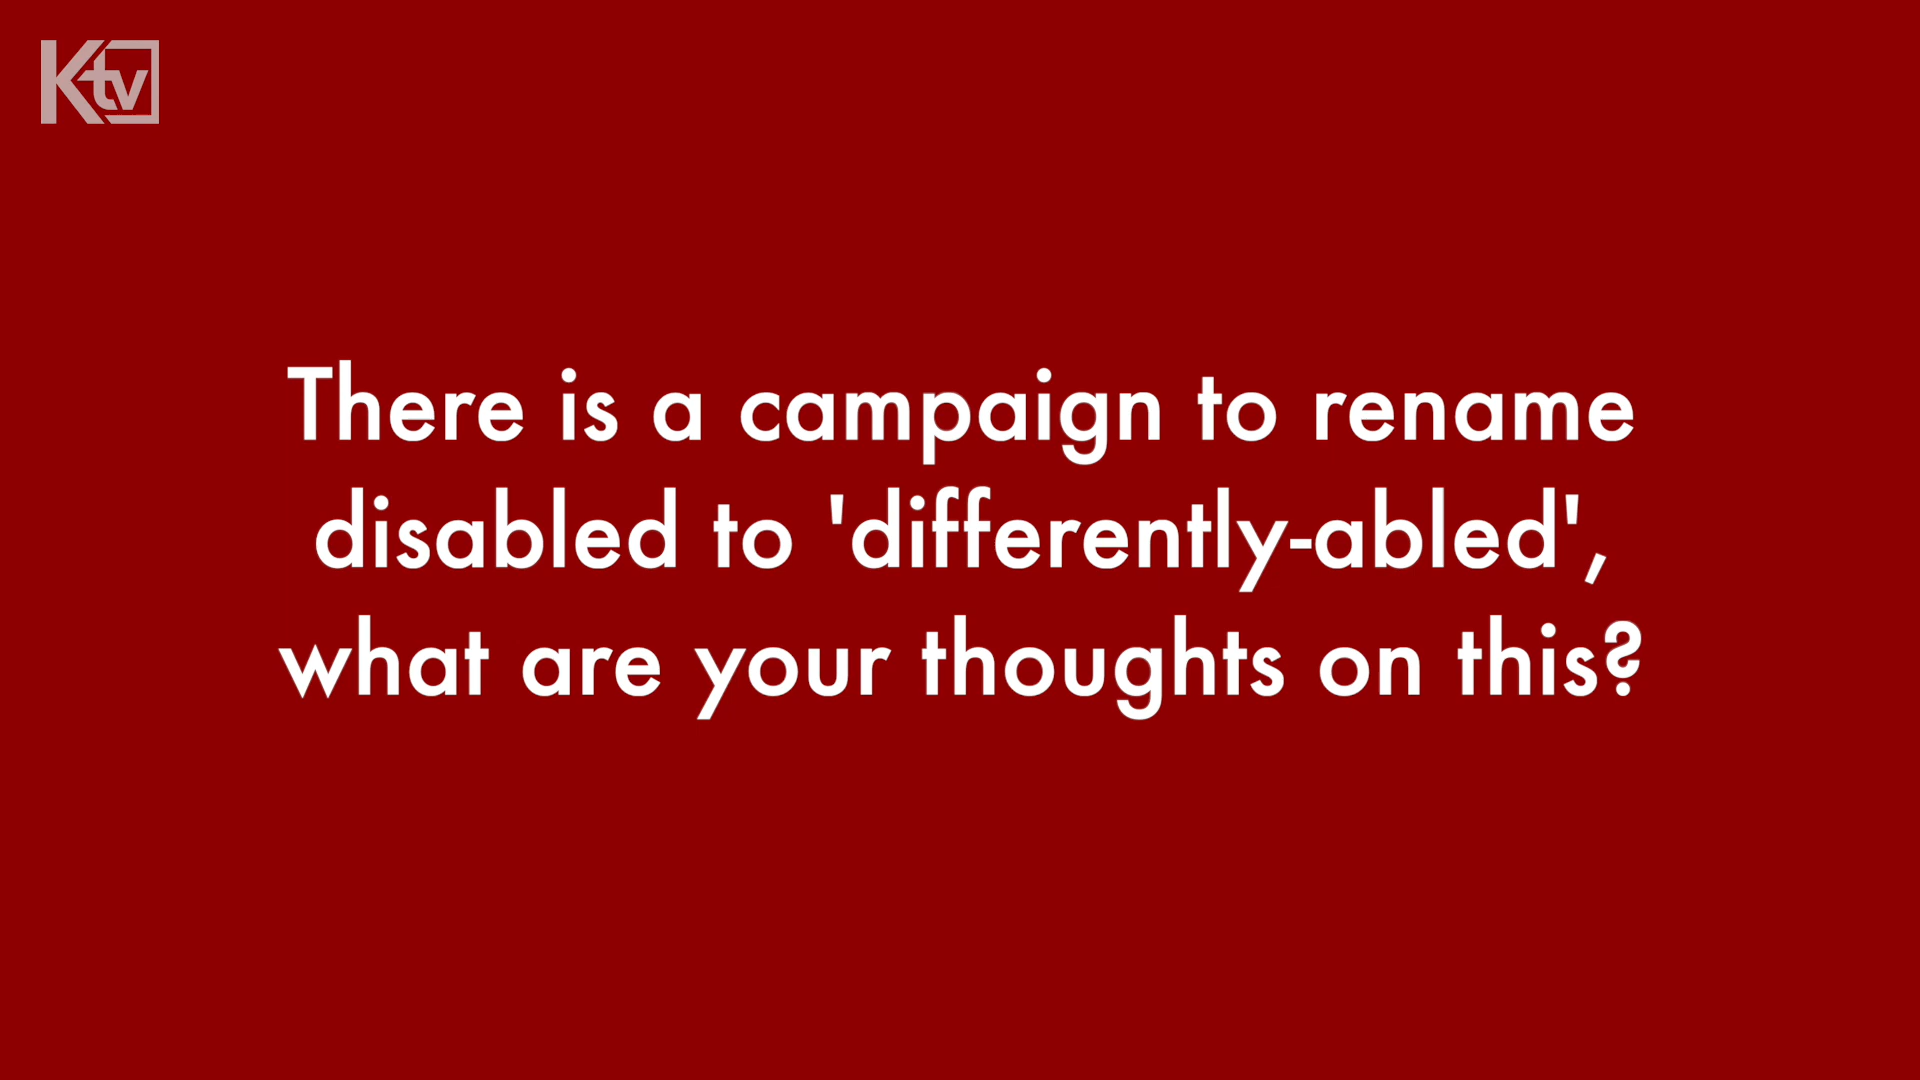 Ktv
There is a campaign to rename
disabled to 'differently-abled',
what are your thoughts on this?